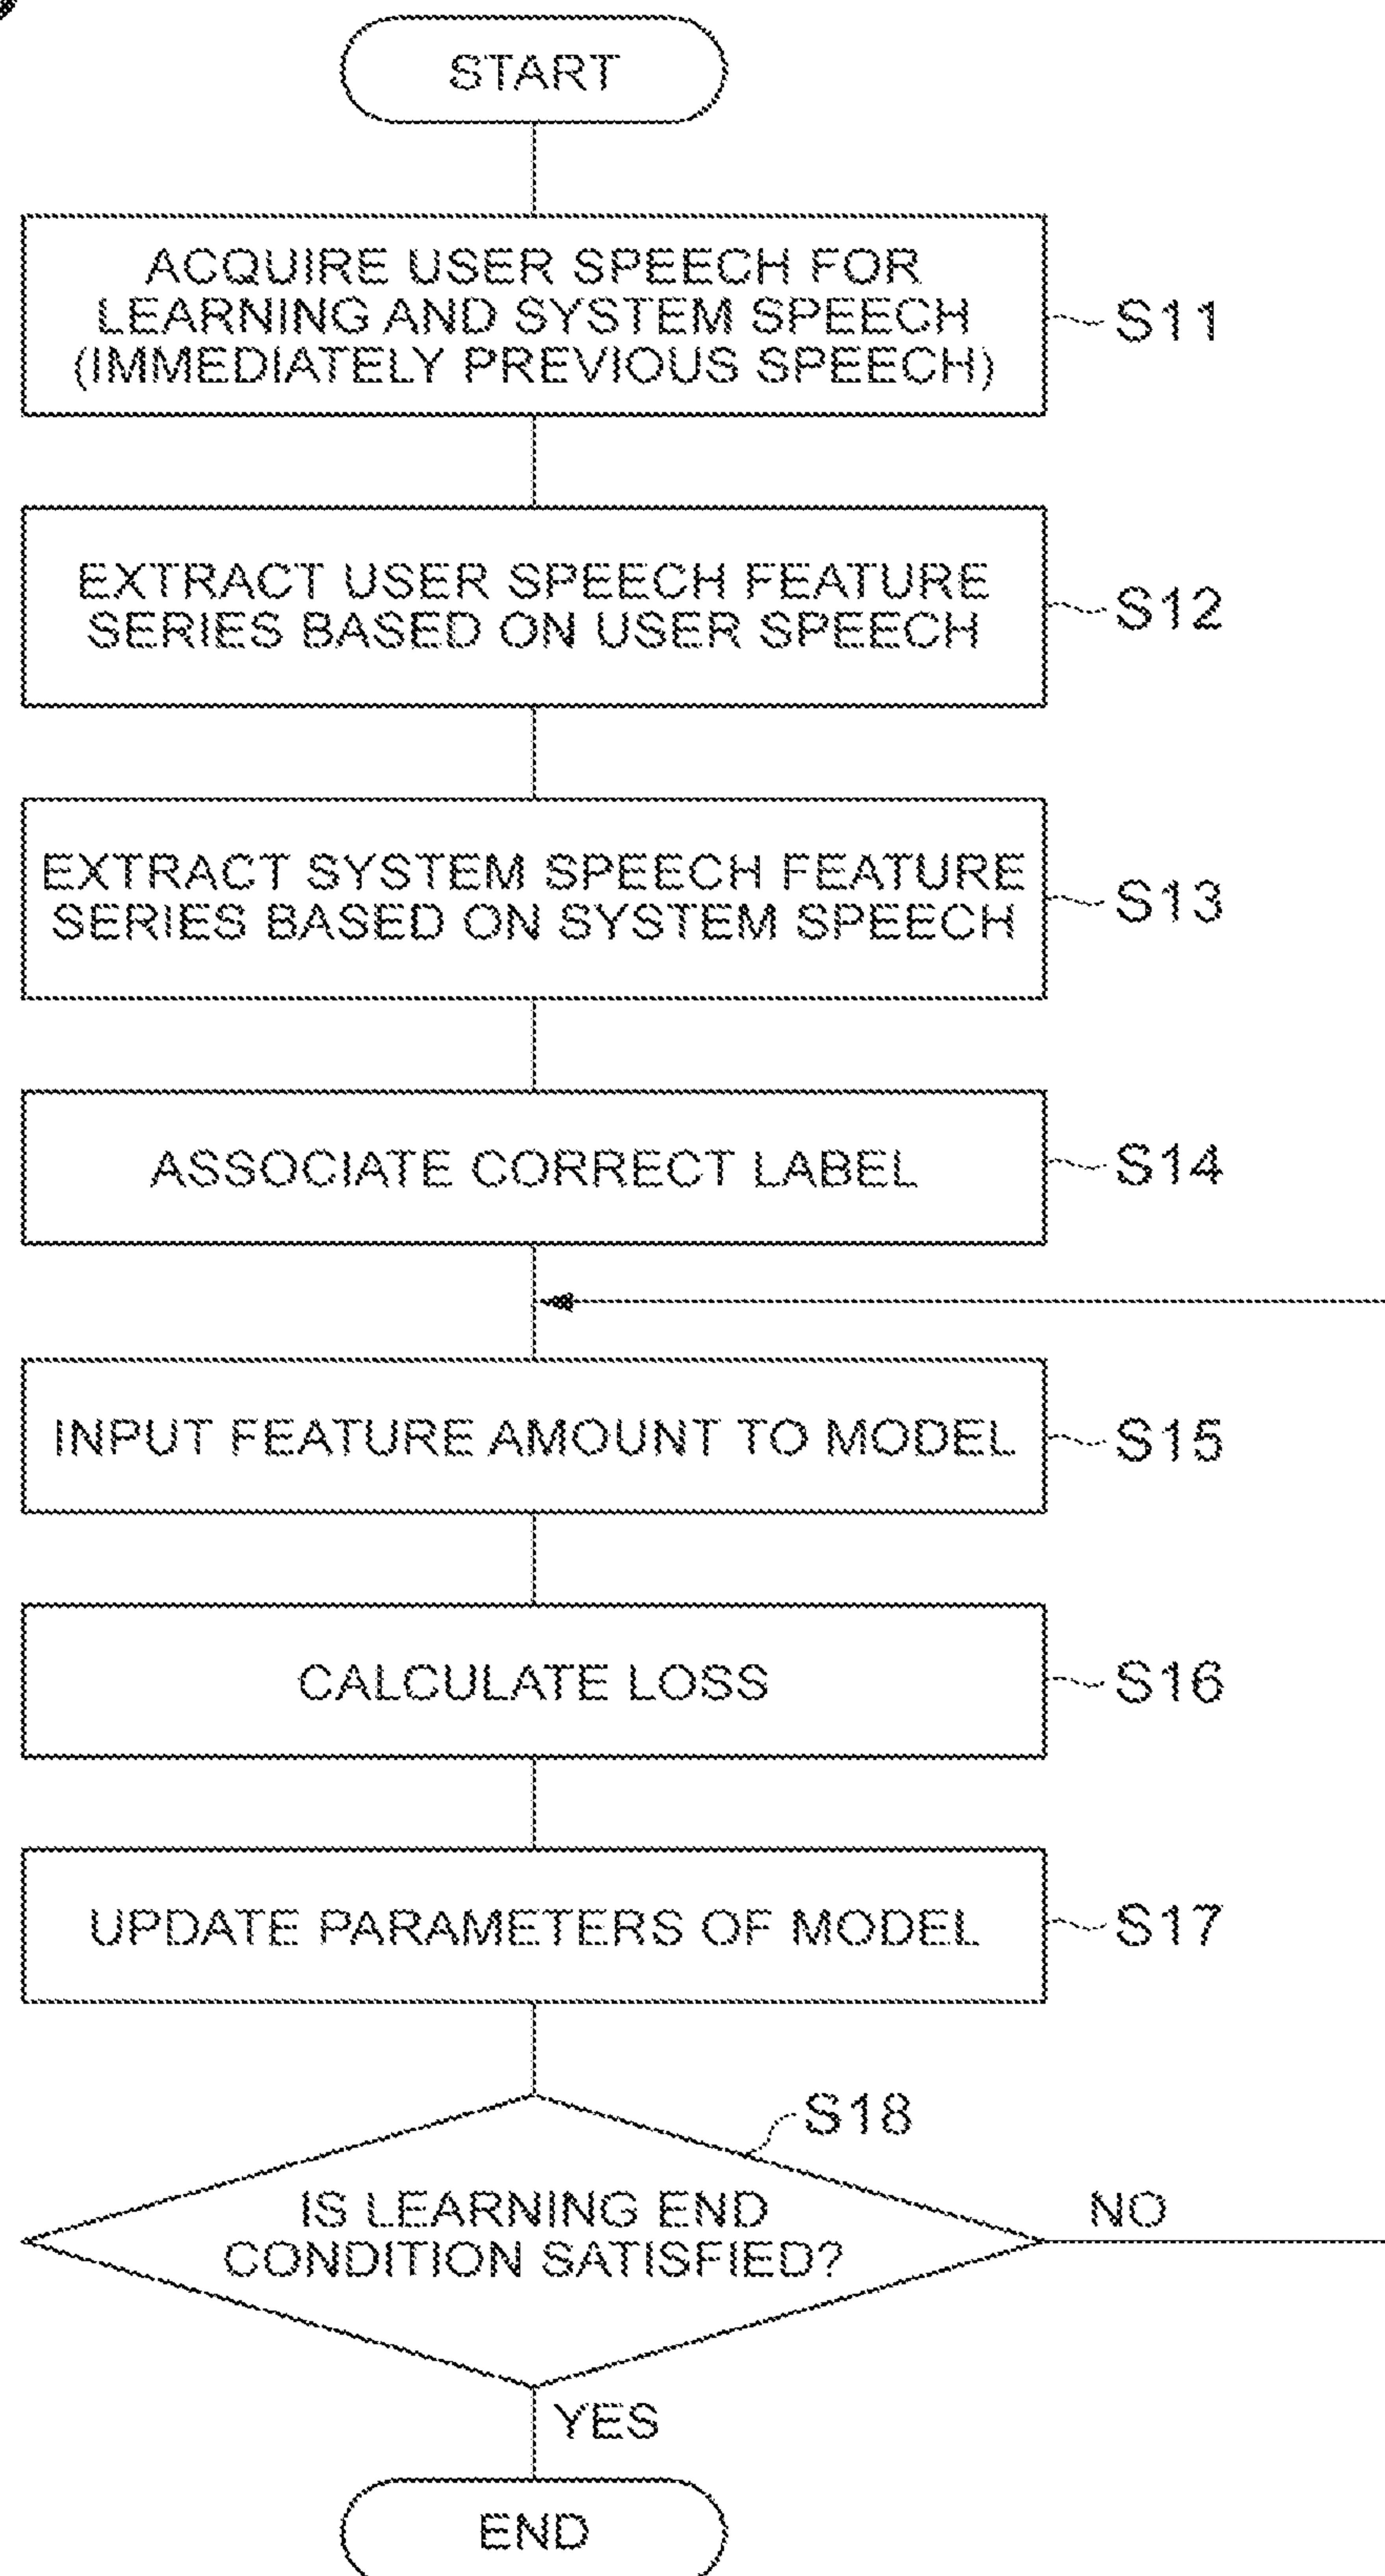 START
ACQUIRE USER SPEECH FOR
LEARNING AND SYSTEM SPEECH
(IMMEDIATELY PREVIOUS SPEECH)
S11
EXTRACT USER SPEECH FEATURE
SERIES BASED ON USER SPEECH
S12
EXTRACT SYSTEM SPEECH FEATURE
SERIES BASED ON SYSTEM SPEECH
S13
ASSOCIATE CORRECT LABEL
S14
INPUT FEATURE AMOUNT TO MODEL
S15
CALCULATE LOSS
S16
UPDATE PARAMETERS OF MODEL
S17
S18
IS LEARNING END
CONDITION SATISFIED?
NO
YES
END